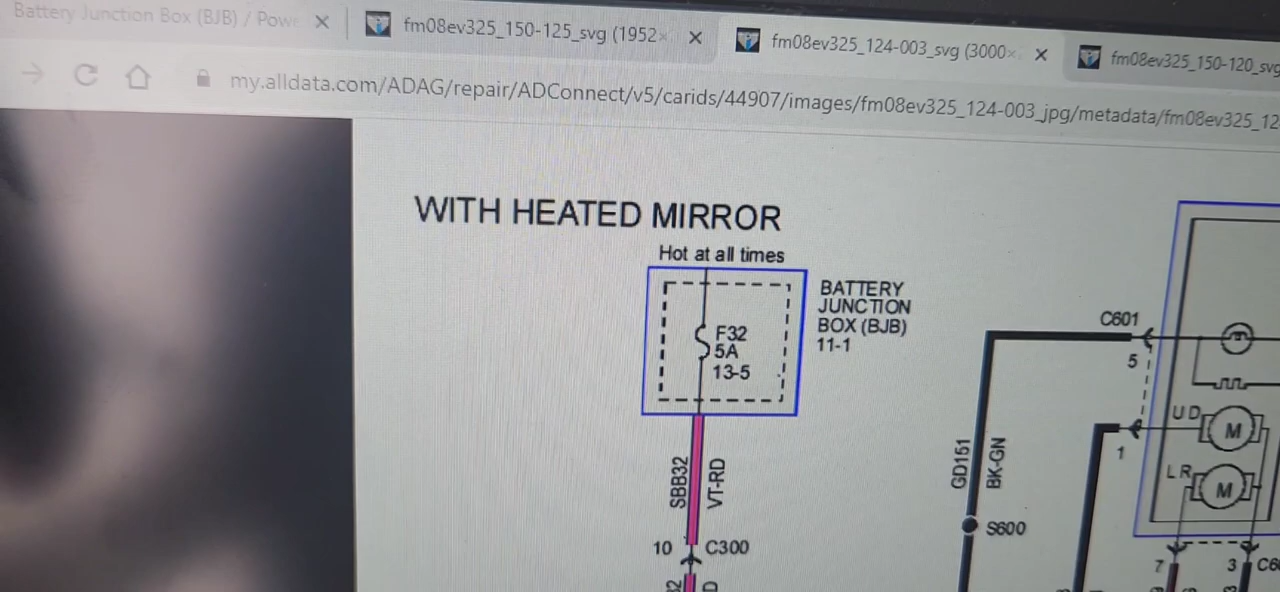 Battery Junction Box (BJB) / Powe
fm08ev325_150-125_svg (1952×
fm08ev325_124-003_svg (3000×
fm08ev325_150-120_svg
my.alldata.com/ADAG/repair/ADConnect/v5/carids/44907/images/fm08ev325_124-003_jpg/metadata/fm08ev325_12
WITH HEATED MIRROR
Hot at all times
F32
5A
13-5
BATTERY
JUNCTION
BOX (BJB)
11-1
SBB32
VT-RD
10
C300
C601
5
1
GD151
BK-GN
S600
U D
M
L R
M
7
3